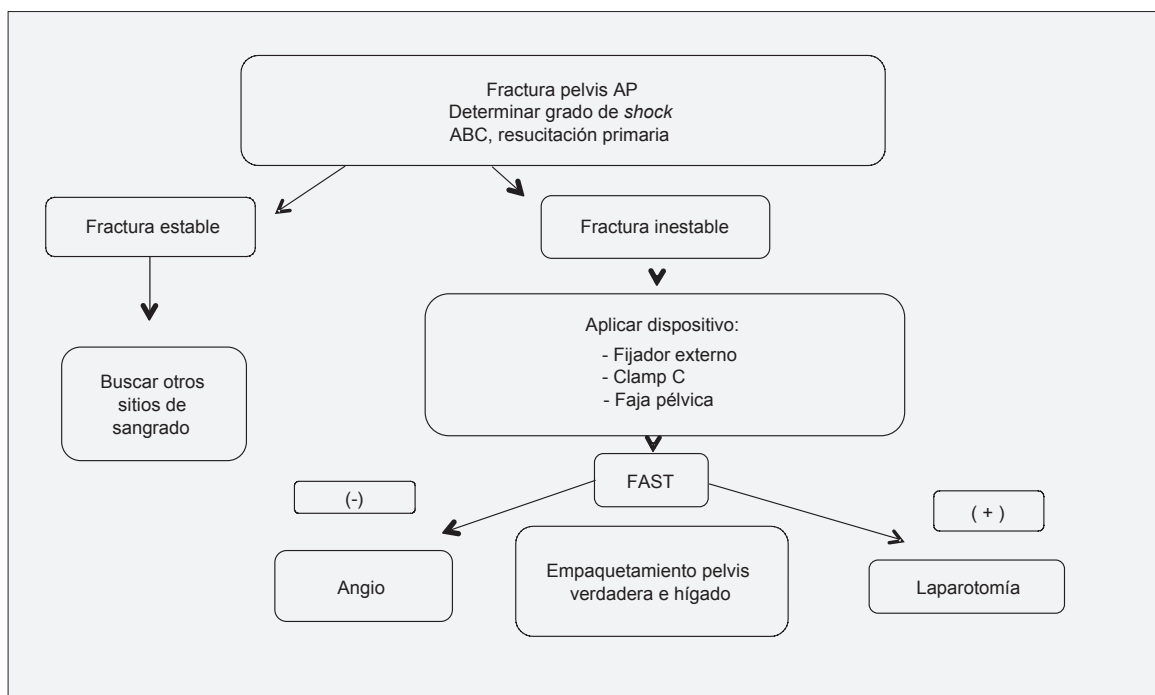 Fractura pelvis AP
Determinar grado de shock
ABC, resucitación primaria
Fractura estable
Fractura inestable
Aplicar dispositivo:
- Fijador externo
- Clamp C
- Faja pélvica
Buscar otros
sitios de
sangrado
FAST
(-)
( + )
Angio
Empaquetamiento pelvis
verdadera e hígado
Laparotomía